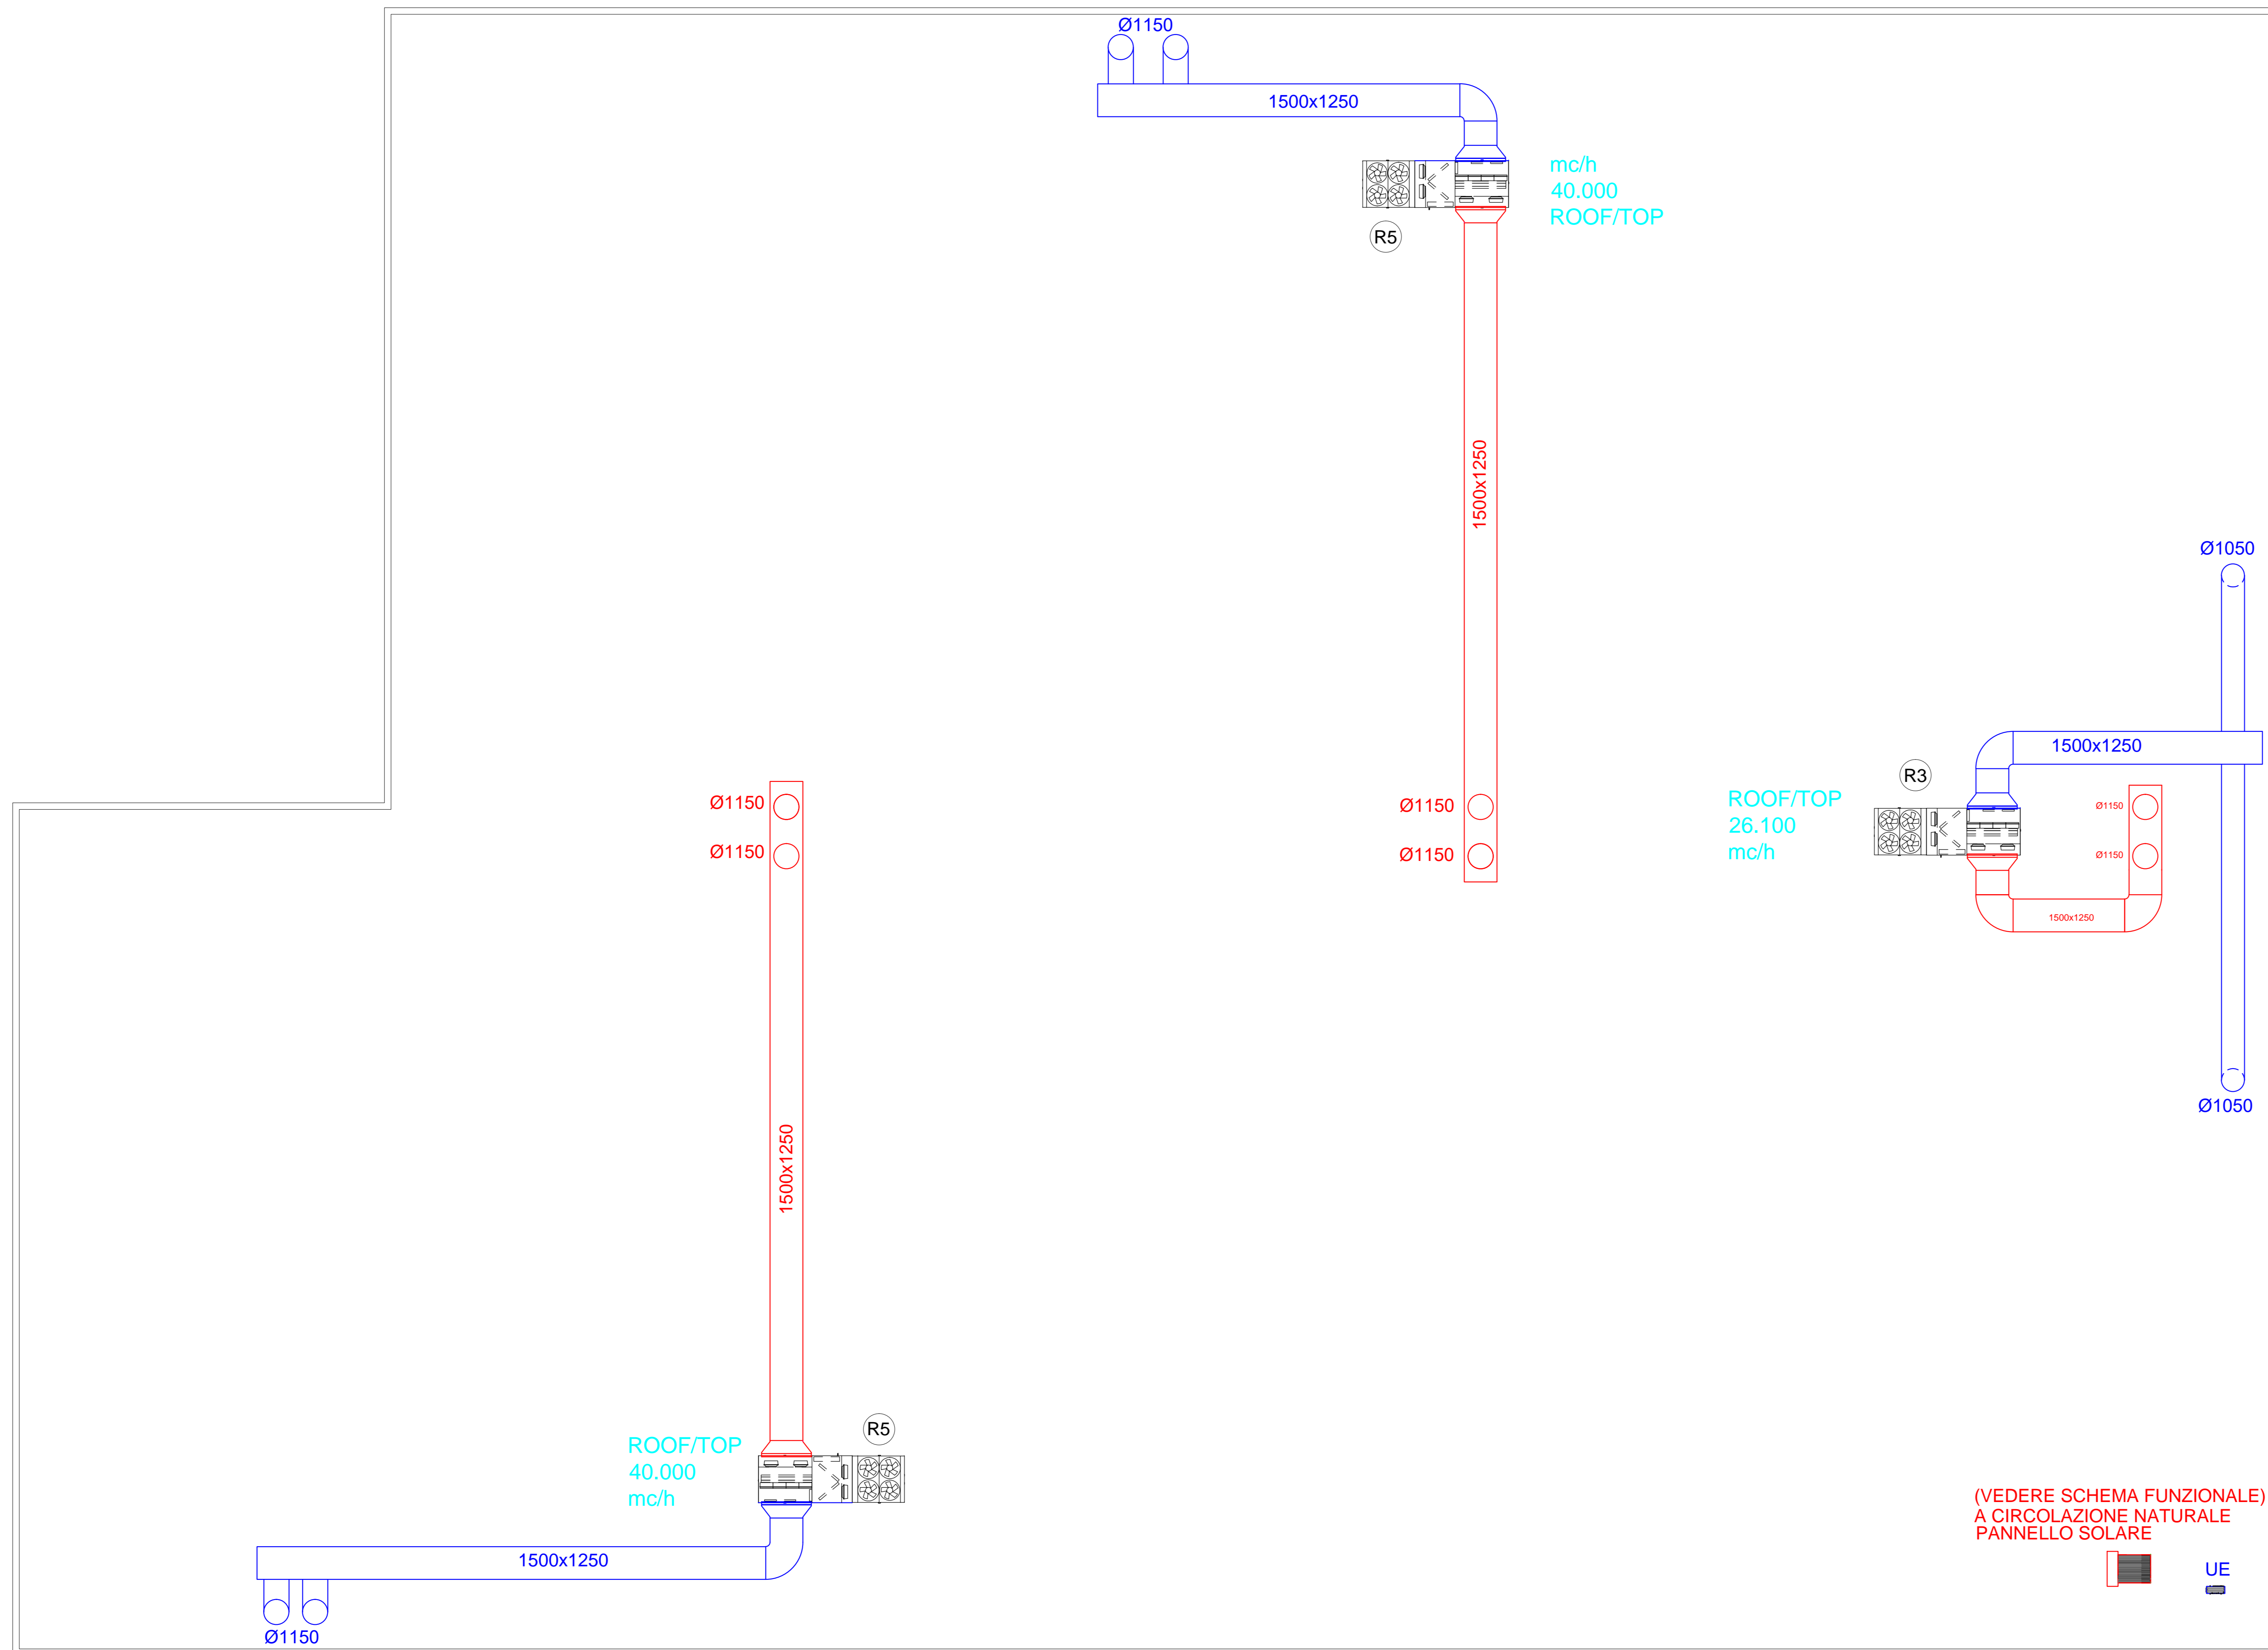 Ø1150
1500x1250
mc/h
40.000
ROOF/TOP
R5
1500x1250
Ø1050
1500x1250
R3
ROOF/TOP
26.100
mc/h
Ø1150
Ø1150
Ø1150
Ø1150
Ø1150
Ø1150
1500x1250
Ø1050
1500x1250
R5
ROOF/TOP
40.000
mc/h
1500x1250
Ø1150
(VEDERE SCHEMA FUNZIONALE)
A CIRCOLAZIONE NATURALE
PANNELLO SOLARE
UE